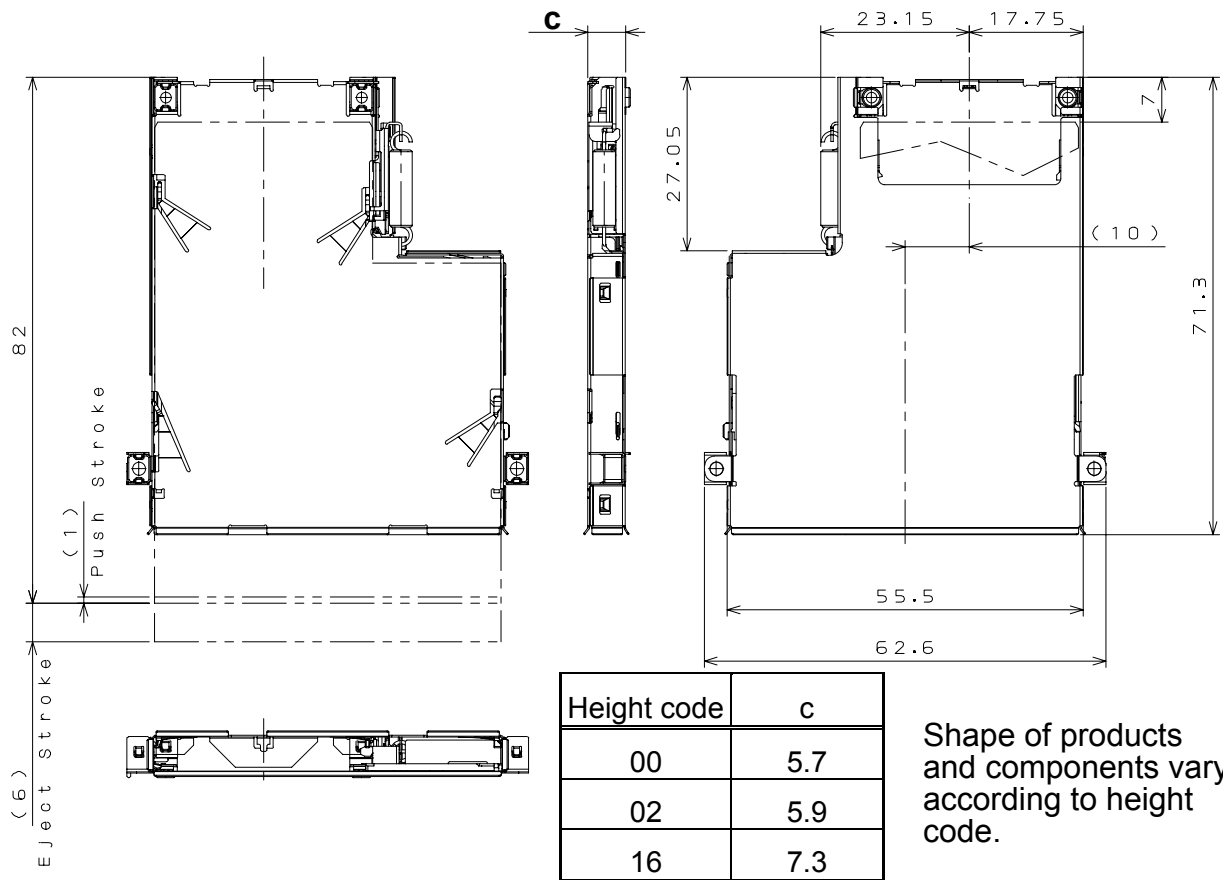 c
23.15
17.75
7
27.05
(10)
71.3
82
(1)
Push Stroke
55.5
62.6
(6)
Eject Stroke
Height code c
00 5.7
02 5.9
16 7.3
Shape of products
and components vary
according to height
code.